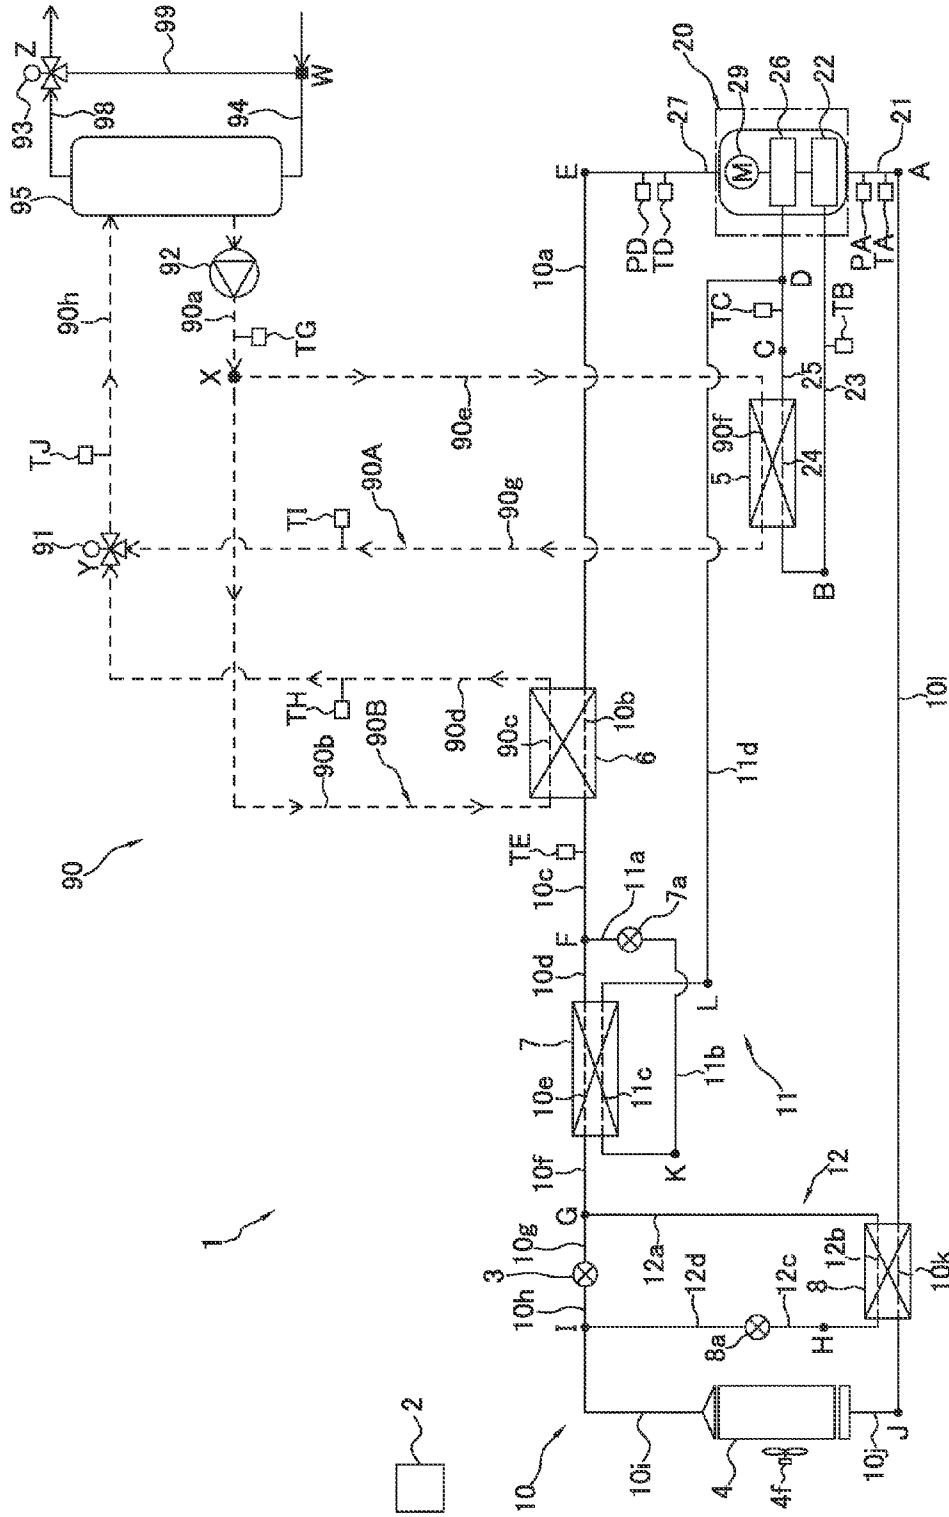 93
Z
98
99
95
94
W
92
90h
90a
TG
X
TJ
91
Y
90e
TI
90A
90g
TH
90b
90B
90d
90c
10b
6
90
20
E
27
29
26
22
21
A
PD
TD
PA
TA
10a
TC
D
TB
C
25
23
90f
5
24
B
10l
11d
TE
10c
11a
7a
F
10d
7
10e
11c
L
11b
11
K
10f
12
G
10g
12a
3
12d
12c
12b
8
10k
10h
I
8a
H
1
2
10
10i
4
4f
10j
J
M